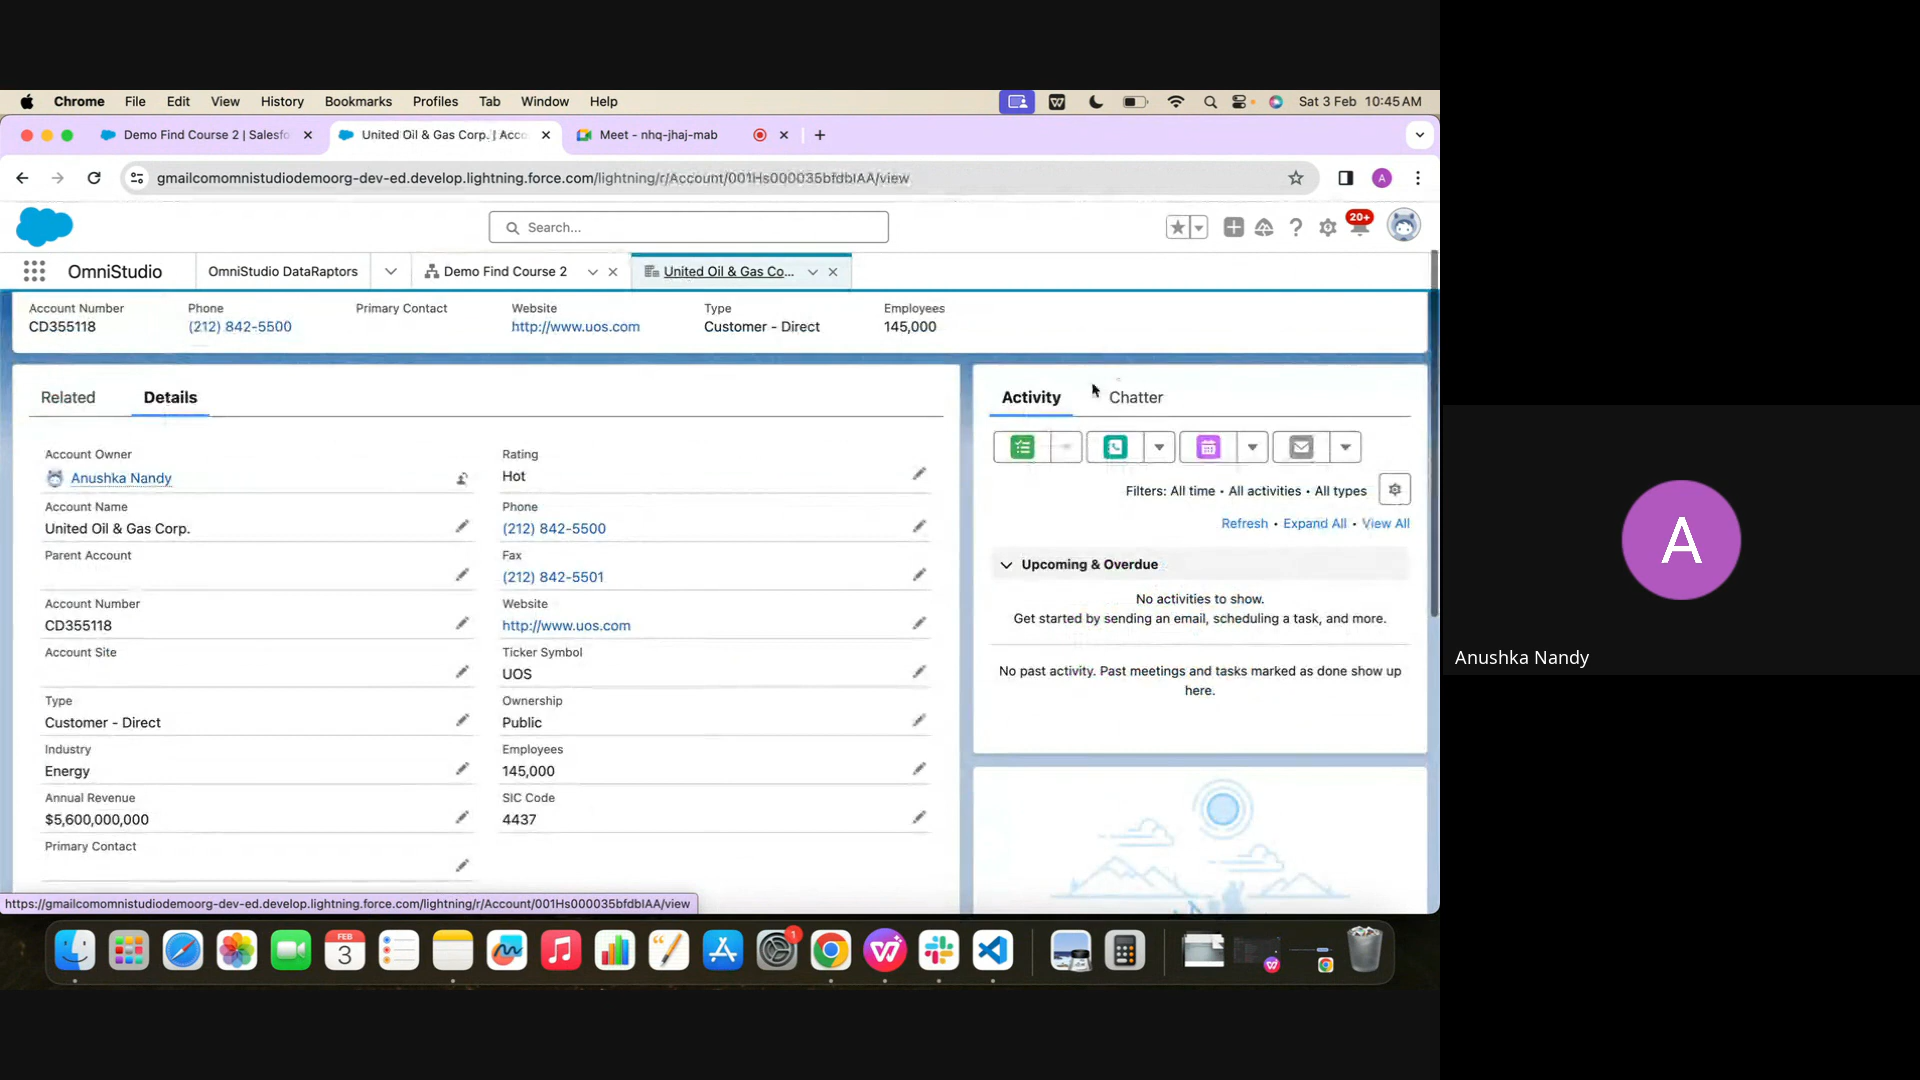 Chrome File Edit View History Bookmarks Profiles Tab Window Help Sat 3 Feb 10:45 AM
Demo Find Course 2 | Salesfo United Oil & Gas Corp. | Acco Meet - nhq-jhaj-mab
gmailcomomnistudiodemoorg-dev-ed.develop.lightning.force.com/lightning/r/Account/001Hs000035bfdbIAA/view A
Search... 20+
OmniStudio OmniStudio DataRaptors Demo Find Course 2 United Oil & Gas Co...
Account Number Phone Primary Contact Website Type Employees
CD355118 (212) 842-5500 http://www.uos.com Customer - Direct 145,000
Related Details
Account Owner
Anushka Nandy
Account Name
United Oil & Gas Corp.
Parent Account
Account Number
CD355118
Account Site
Type
Customer - Direct
Industry
Energy
Annual Revenue
$5,600,000,000
Primary Contact
Rating
Hot
Phone
(212) 842-5500
Fax
(212) 842-5501
Website
http://www.uos.com
Ticker Symbol
UOS
Ownership
Public
Employees
145,000
SIC Code
4437
Activity Chatter
Filters: All time • All activities • All types
Refresh • Expand All • View All
Upcoming & Overdue
No activities to show.
Get started by sending an email, scheduling a task, and more.
No past activity. Past meetings and tasks marked as done show up
here.
https://gmailcomomnistudiodemoorg-dev-ed.develop.lightning.force.com/lightning/r/Account/001Hs000035bfdbIAA/view
FEB
3
1
A
Anushka Nandy